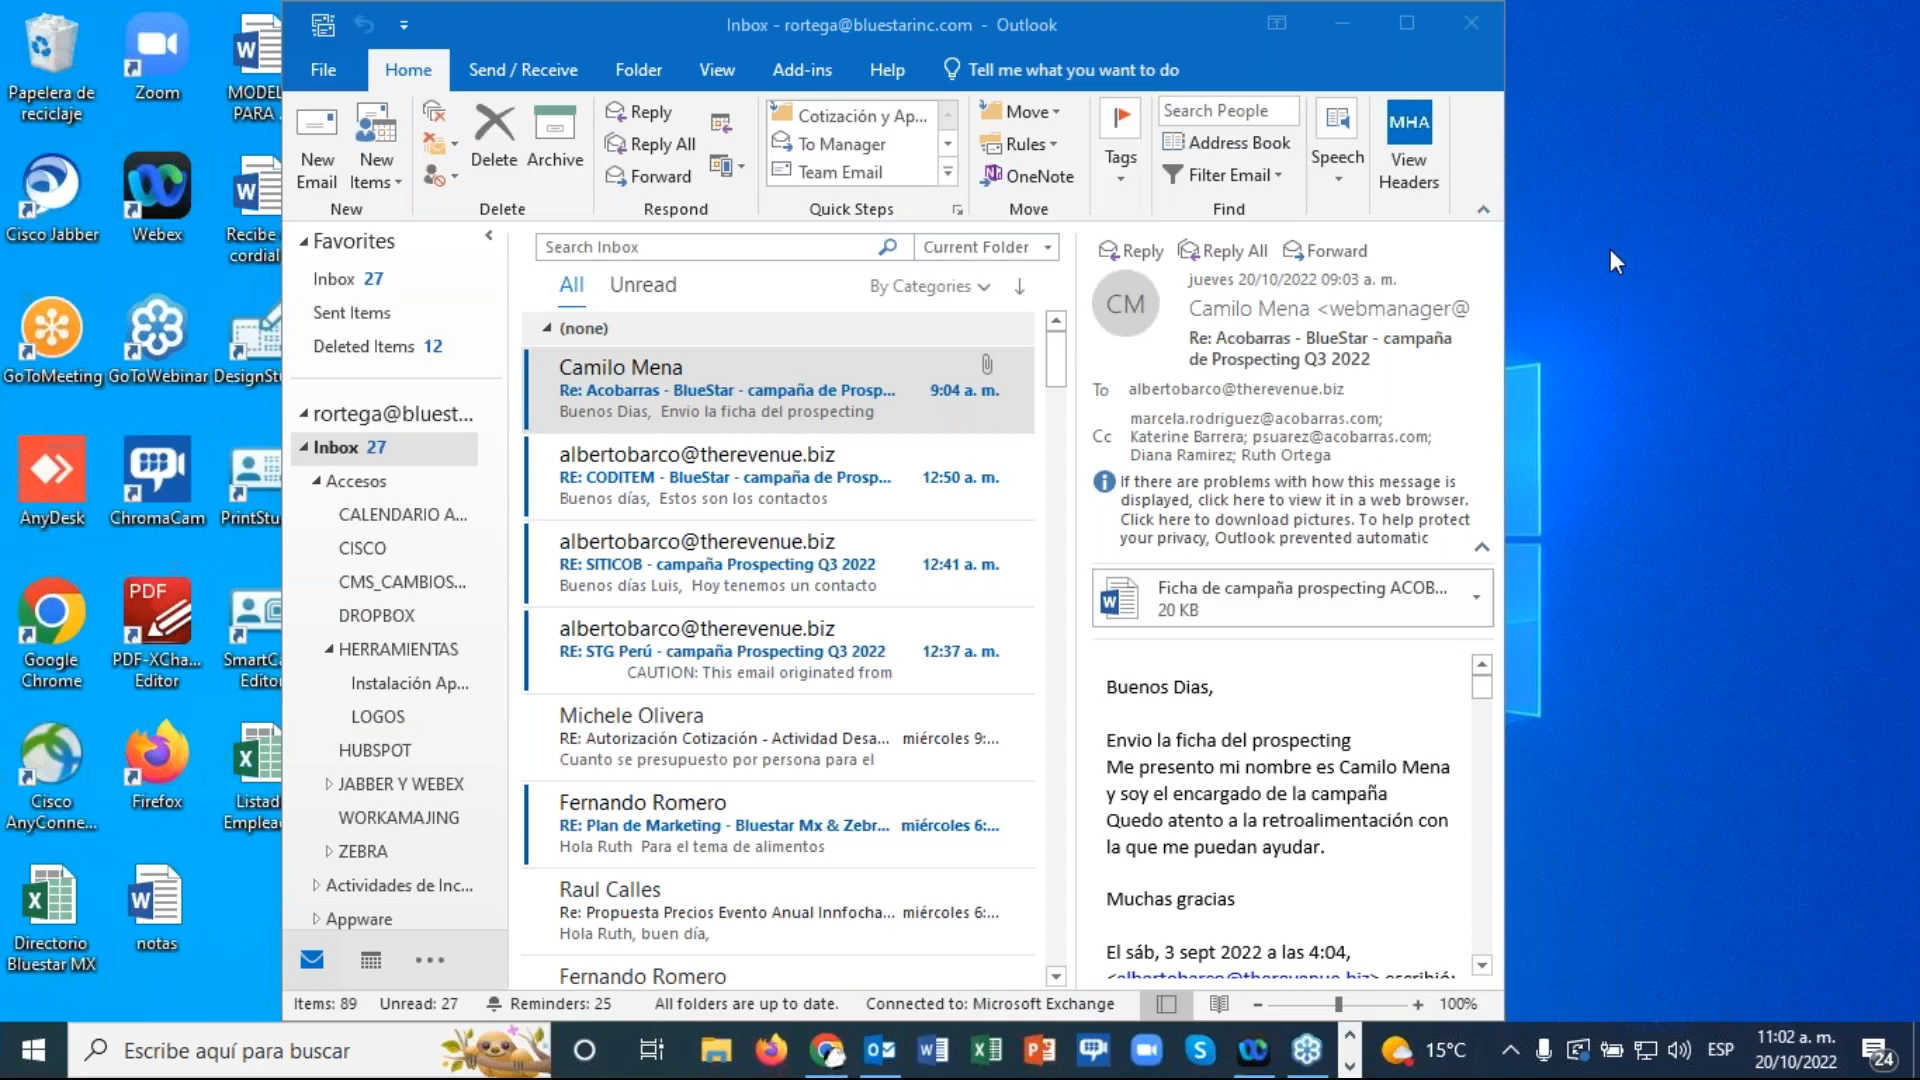 Inbox - rortega@bluestarinc.com - Outlook
File
Home
Send / Receive
Folder
View
Add-ins
Help
Tell me what you want to do
New
Email
New
Items
Delete
Archive
Reply
Reply All
Forward
Cotización y Ap...
To Manager
Team Email
Move
Rules
OneNote
Tags
Search People
Address Book
Filter Email
Speech
MHA
View
Headers
New
Delete
Respond
Quick Steps
Move
Find
Papelera de
reciclaje
Zoom
MODEL
PARA
Cisco Jabber
Webex
Recibe
cordial
GoToMeeting
GoToWebinar
DesignStu
AnyDesk
ChromaCam
PrintStu
Google
Chrome
PDF
PDF-XCha...
Editor
SmartCa
Edito
Cisco
AnyConne...
Firefox
Listad
Emplea
Directorio
Bluestar MX
notas
Favorites
Inbox 27
Sent Items
Deleted Items 12
rortega@bluest...
Inbox 27
Accesos
CALENDARIO A...
CISCO
CMS_CAMBIOS...
DROPBOX
HERRAMIENTAS
Instalación Ap...
LOGOS
HUBSPOT
JABBER Y WEBEX
WORKAMAJING
ZEBRA
Actividades de Inc...
Appware
Search Inbox
Current Folder
All
Unread
By Categories
(none)
Camilo Mena
Re: Acobarras - BlueStar - campaña de Prosp... 9:04 a. m.
Buenos Dias, Envio la ficha del prospecting
albertobarco@therevenue.biz
RE: CODITEM - BlueStar - campaña de Prosp... 12:50 a. m.
Buenos días, Estos son los contactos
albertobarco@therevenue.biz
RE: SITICOB - campaña Prospecting Q3 2022 12:41 a. m.
Buenos días Luis, Hoy tenemos un contacto
albertobarco@therevenue.biz
RE: STG Perú - campaña Prospecting Q3 2022 12:37 a. m.
CAUTION: This email originated from
Michele Olivera
RE: Autorización Cotización - Actividad Desa... miércoles 9:...
Cuanto se presupuesto por persona para el
Fernando Romero
RE: Plan de Marketing - Bluestar Mx & Zebr... miércoles 6:...
Hola Ruth Para el tema de alimentos
Raul Calles
Re: Propuesta Precios Evento Anual Innfocha... miércoles 6:...
Hola Ruth, buen día,
Fernando Romero
Reply
Reply All
Forward
CM
jueves 20/10/2022 09:03 a. m.
Camilo Mena <webmanager@
Re: Acobarras - BlueStar - campaña
de Prospecting Q3 2022
To albertobarco@therevenue.biz
marcela.rodriguez@acobarras.com;
Cc Katerine Barrera; psuarez@acobarras.com;
Diana Ramirez; Ruth Ortega
If there are problems with how this message is
displayed, click here to view it in a web browser.
Click here to download pictures. To help protect
your privacy, Outlook prevented automatic
Ficha de campaña prospecting ACOB...
20 KB
Buenos Dias,
Envio la ficha del prospecting
Me presento mi nombre es Camilo Mena
y soy el encargado de la campaña
Quedo atento a la retroalimentación con
la que me puedan ayudar.
Muchas gracias
El sáb, 3 sept 2022 a las 4:04,
<albertobarco@therevenue.biz> escribió:
Items: 89
Unread: 27
Reminders: 25
All folders are up to date.
Connected to: Microsoft Exchange
100%
Escribe aquí para buscar
15°C
ESP
11:02 a. m.
20/10/2022
24